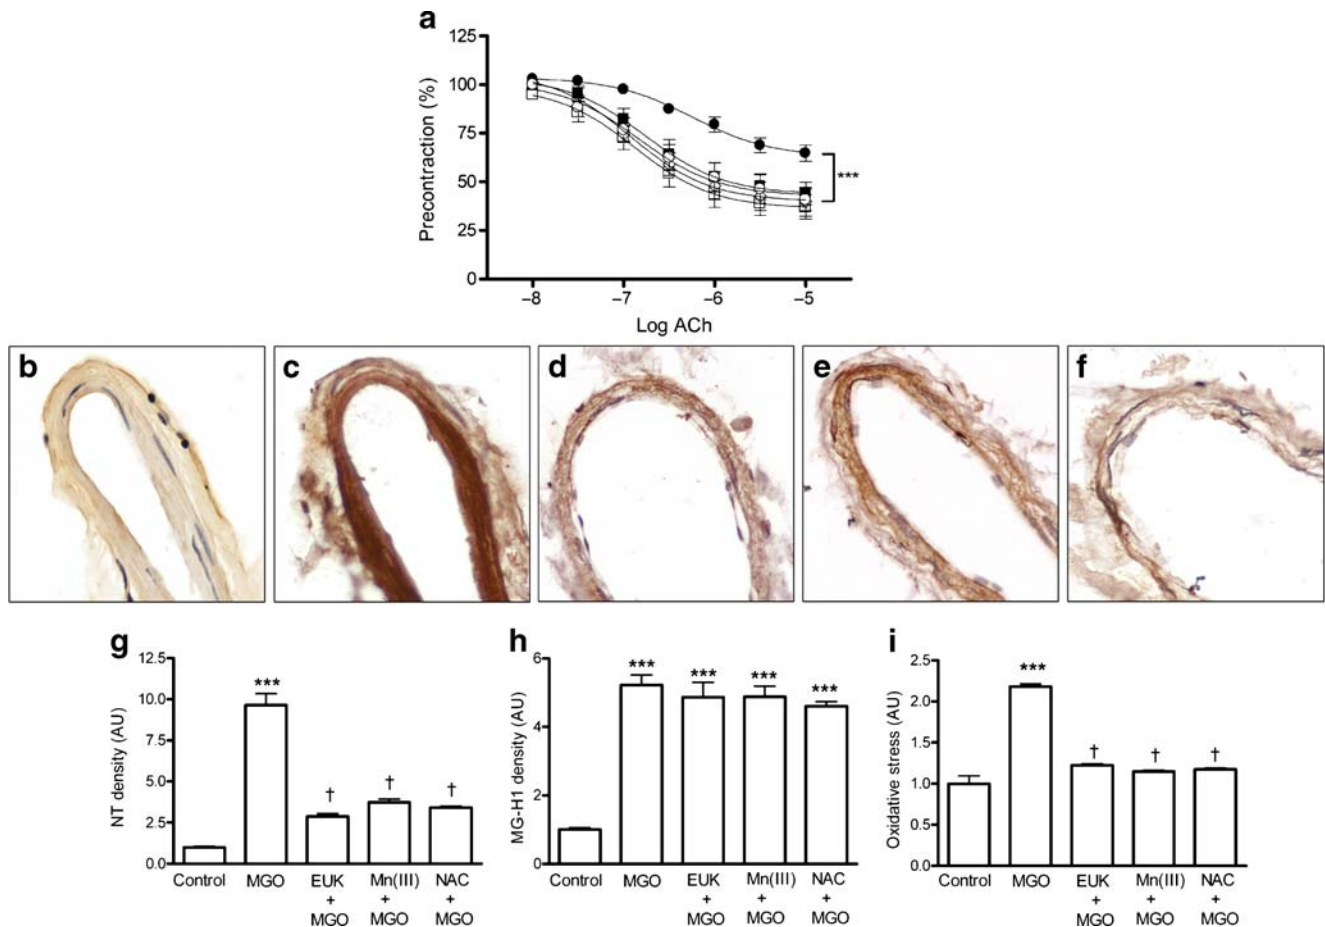 a
125
100
75
50
25
0
Precontraction (%)
***
–8 –7 –6 –5
Log ACh
b c d e f
g
12.5
10.0
7.5
5.0
2.5
0.0
NT density (AU)
***
† † †
Control MGO EUK + MGO Mn(III) + MGO NAC + MGO
h
6
4
2
0
MG-H1 density (AU)
*** *** *** ***
Control MGO EUK + MGO Mn(III) + MGO NAC + MGO
i
2.5
2.0
1.5
1.0
0.5
0.0
Oxidative stress (AU)
***
† † †
Control MGO EUK + MGO Mn(III) + MGO NAC + MGO